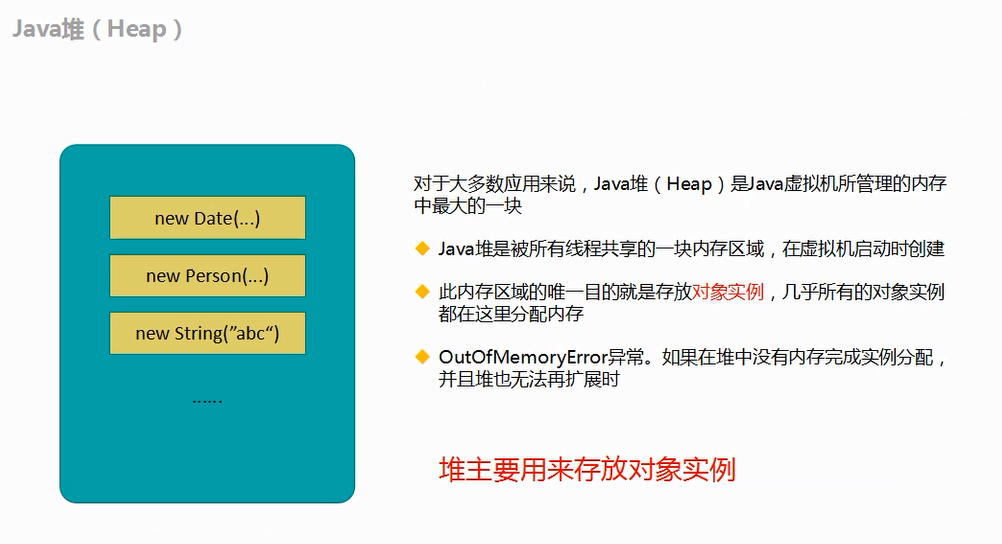 Java堆（Heap）
new Date(...)
new Person(...)
new String(”abc“)
......
对于大多数应用来说，Java堆（Heap）是Java虚拟机所管理的内存
中最大的一块
Java堆是被所有线程共享的一块内存区域，在虚拟机启动时创建
此内存区域的唯一目的就是存放对象实例，几乎所有的对象实例
都在这里分配内存
OutOfMemoryError异常。如果在堆中没有内存完成实例分配，
并且堆也无法再扩展时
堆主要用来存放对象实例